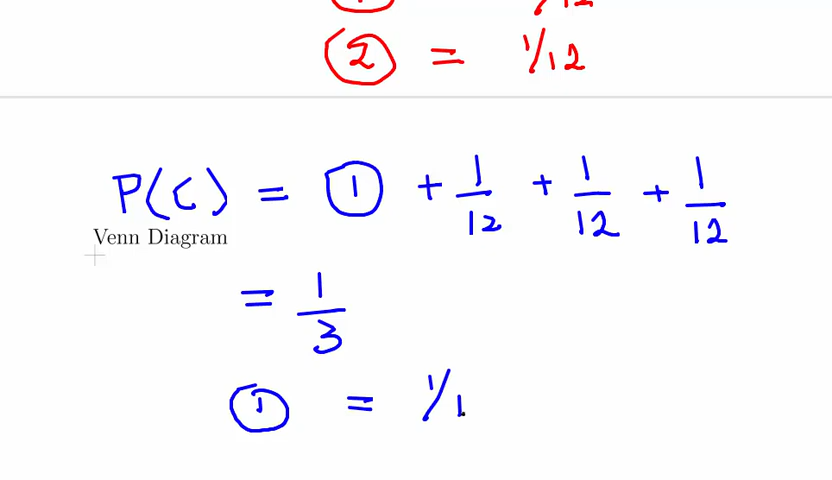 ② = 1/12
P(C) = ① + 1/12 + 1/12 + 1/12
Venn Diagram
= 1/3
① = 1/1